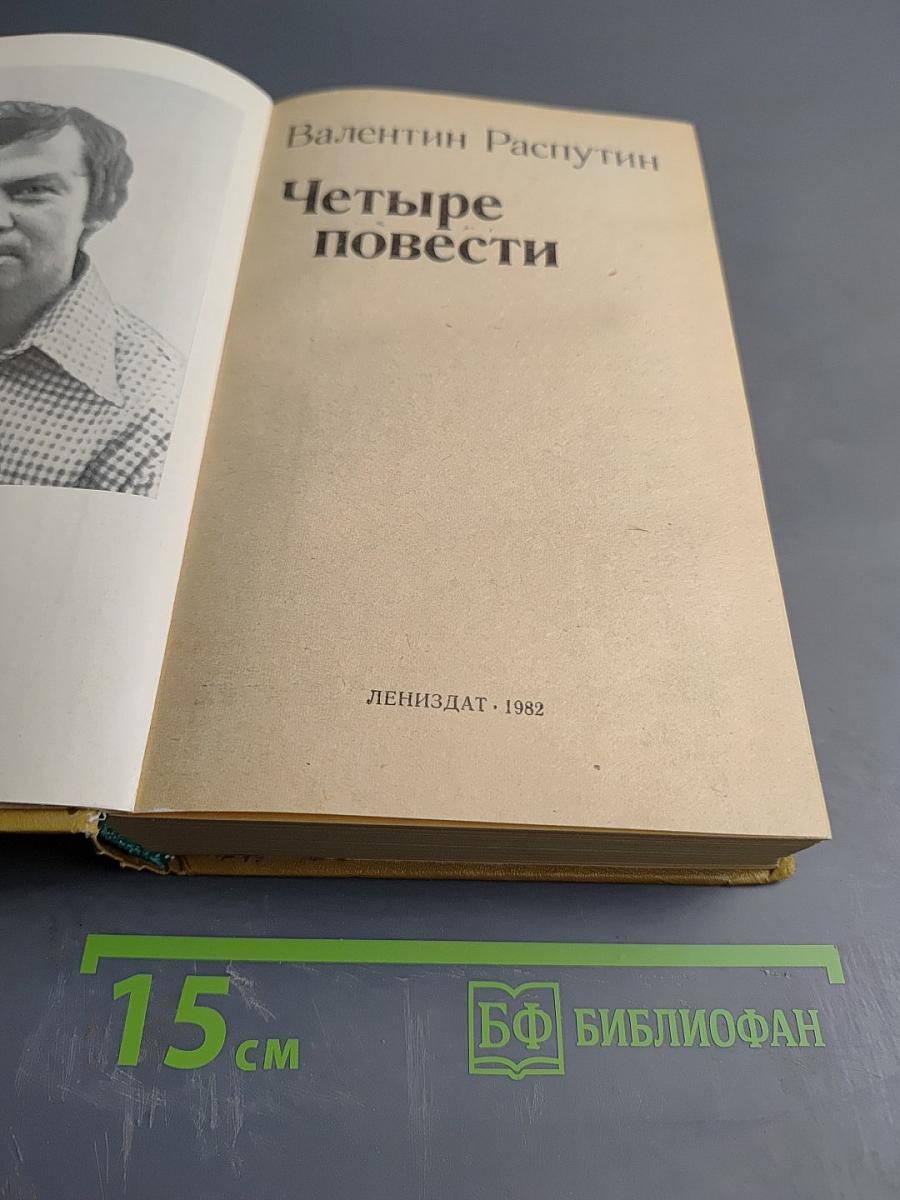 Валентин Распутин
Четыре
повести
ЛЕНИЗДАТ · 1982
15 см
БФ БИБЛИОФАН